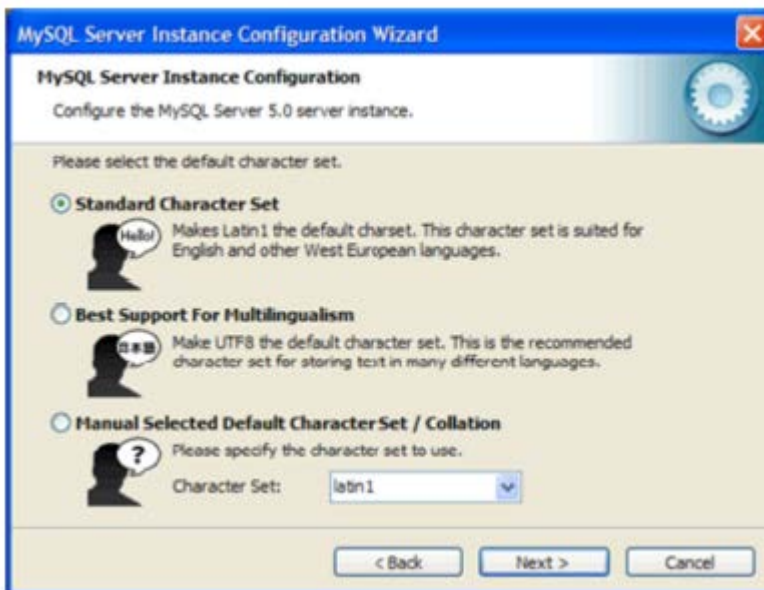 MySQL Server Instance Configuration Wizard
MySQL Server Instance Configuration
Configure the MySQL Server 5.0 server instance.
Please select the default character set.
Standard Character Set
Hello!
Makes Latin1 the default charset. This character set is suited for
English and other West European languages.
Best Support For Multilingualism
日本語
Make UTF8 the default character set. This is the recommended
character set for storing text in many different languages.
Manual Selected Default Character Set / Collation
?
Please specify the character set to use.
Character Set:
latin1
< Back
Next >
Cancel